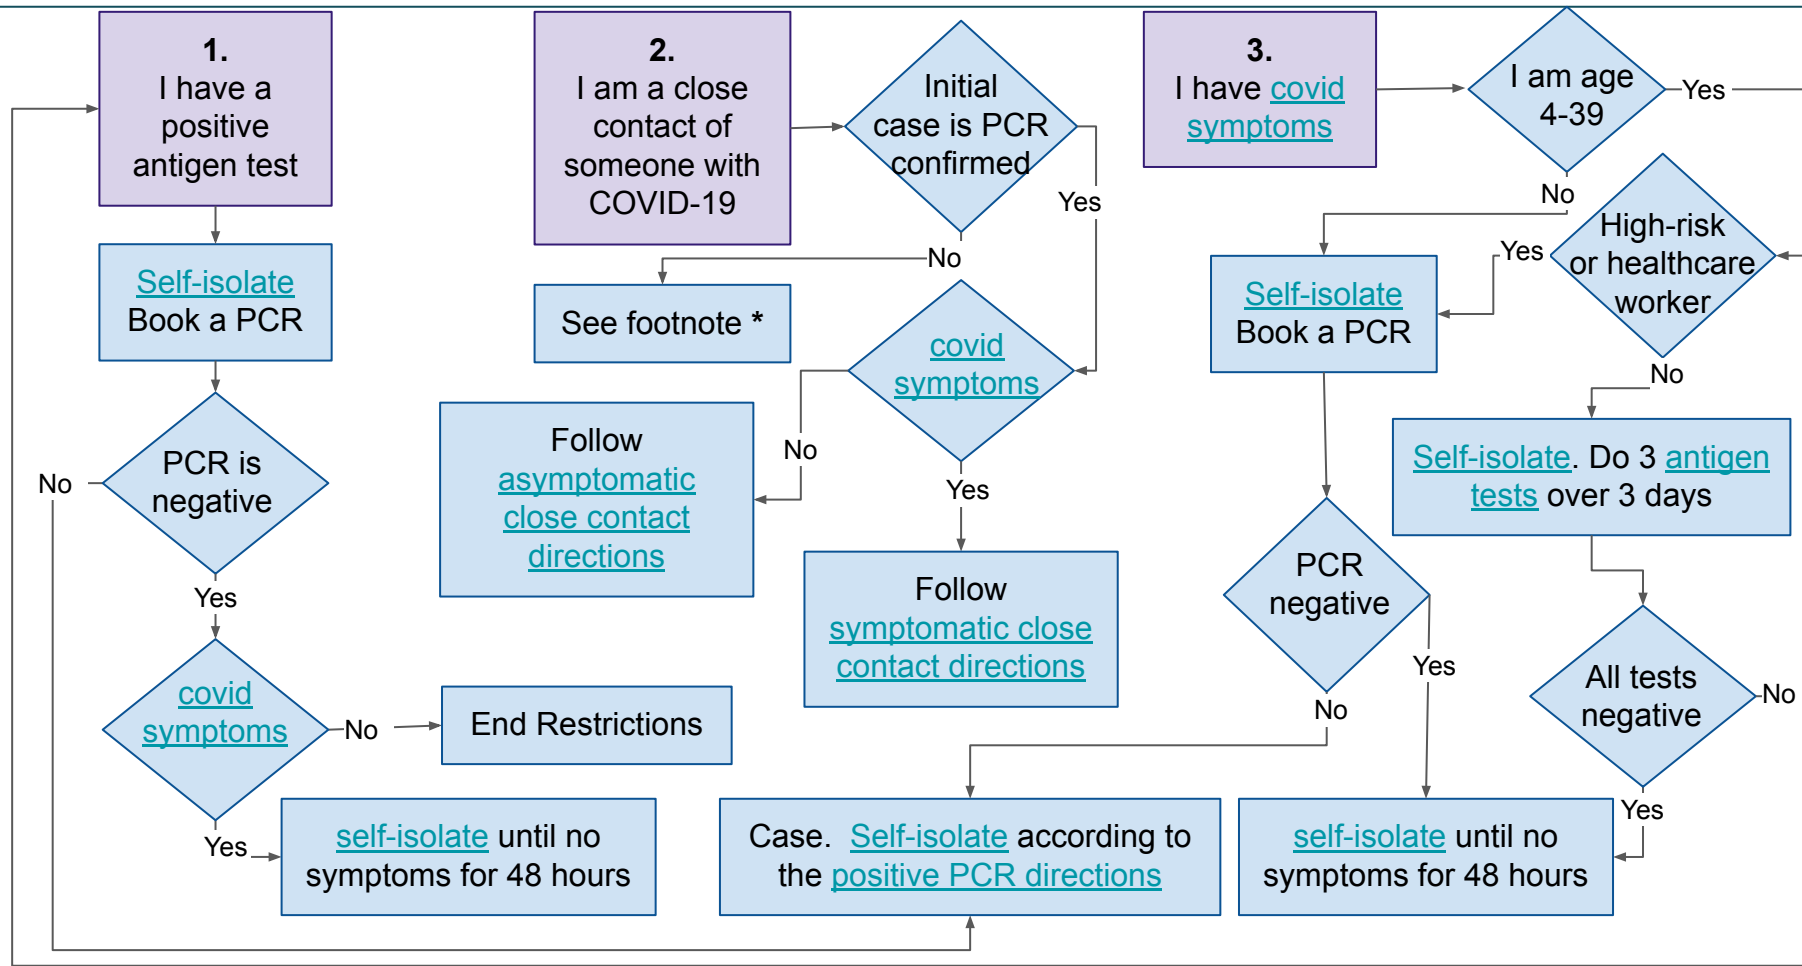 1.
I have a
positive
antigen test
Self-isolate
Book a PCR
PCR is
negative
No
Yes
covid
symptoms
No
End Restrictions
Yes
self-isolate until no
symptoms for 48 hours
2.
I am a close
contact of
someone with
COVID-19
Initial
case is PCR
confirmed
Yes
No
See footnote *
covid
symptoms
No
Follow
asymptomatic
close contact
directions
Yes
Follow
symptomatic close
contact directions
3.
I have covid
symptoms
I am age
4-39
Yes
No
High-risk
or healthcare
worker
Yes
Self-isolate
Book a PCR
No
Self-isolate. Do 3 antigen
tests over 3 days
PCR
negative
Yes
No
All tests
negative
No
Yes
Case. Self-isolate according to
the positive PCR directions
self-isolate until no
symptoms for 48 hours